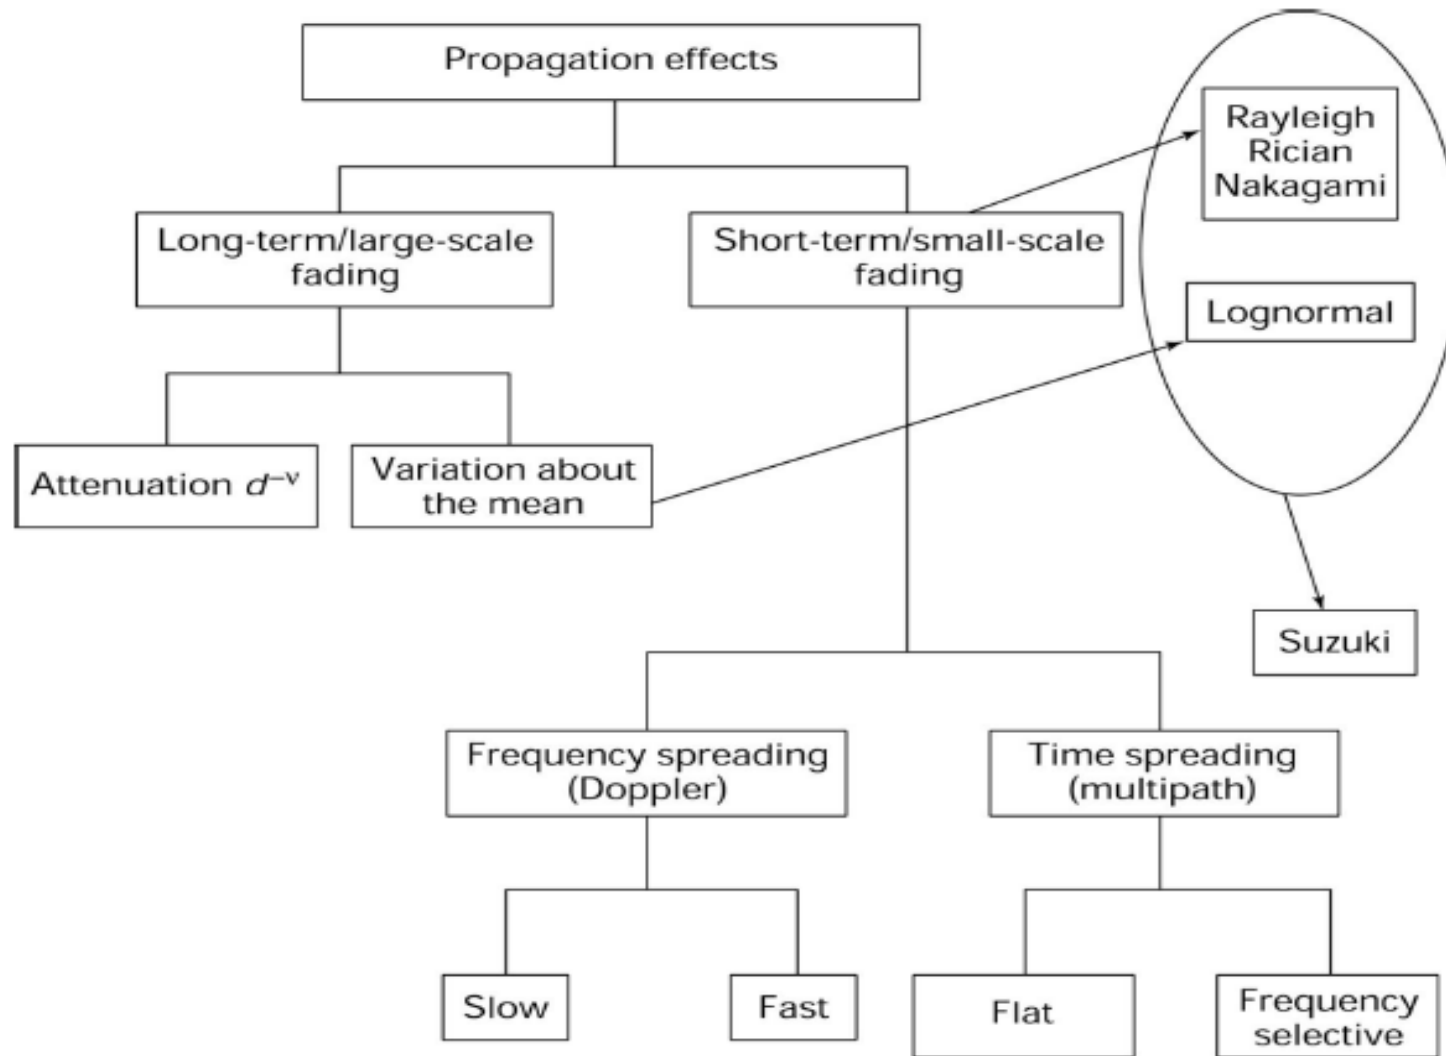 Propagation effects
Rayleigh
Rician
Nakagami
Long-term/large-scale
fading
Short-term/small-scale
fading
Lognormal
Attenuation d⁻ᵛ
Variation about
the mean
Suzuki
Frequency spreading
(Doppler)
Time spreading
(multipath)
Slow
Fast
Flat
Frequency
selective